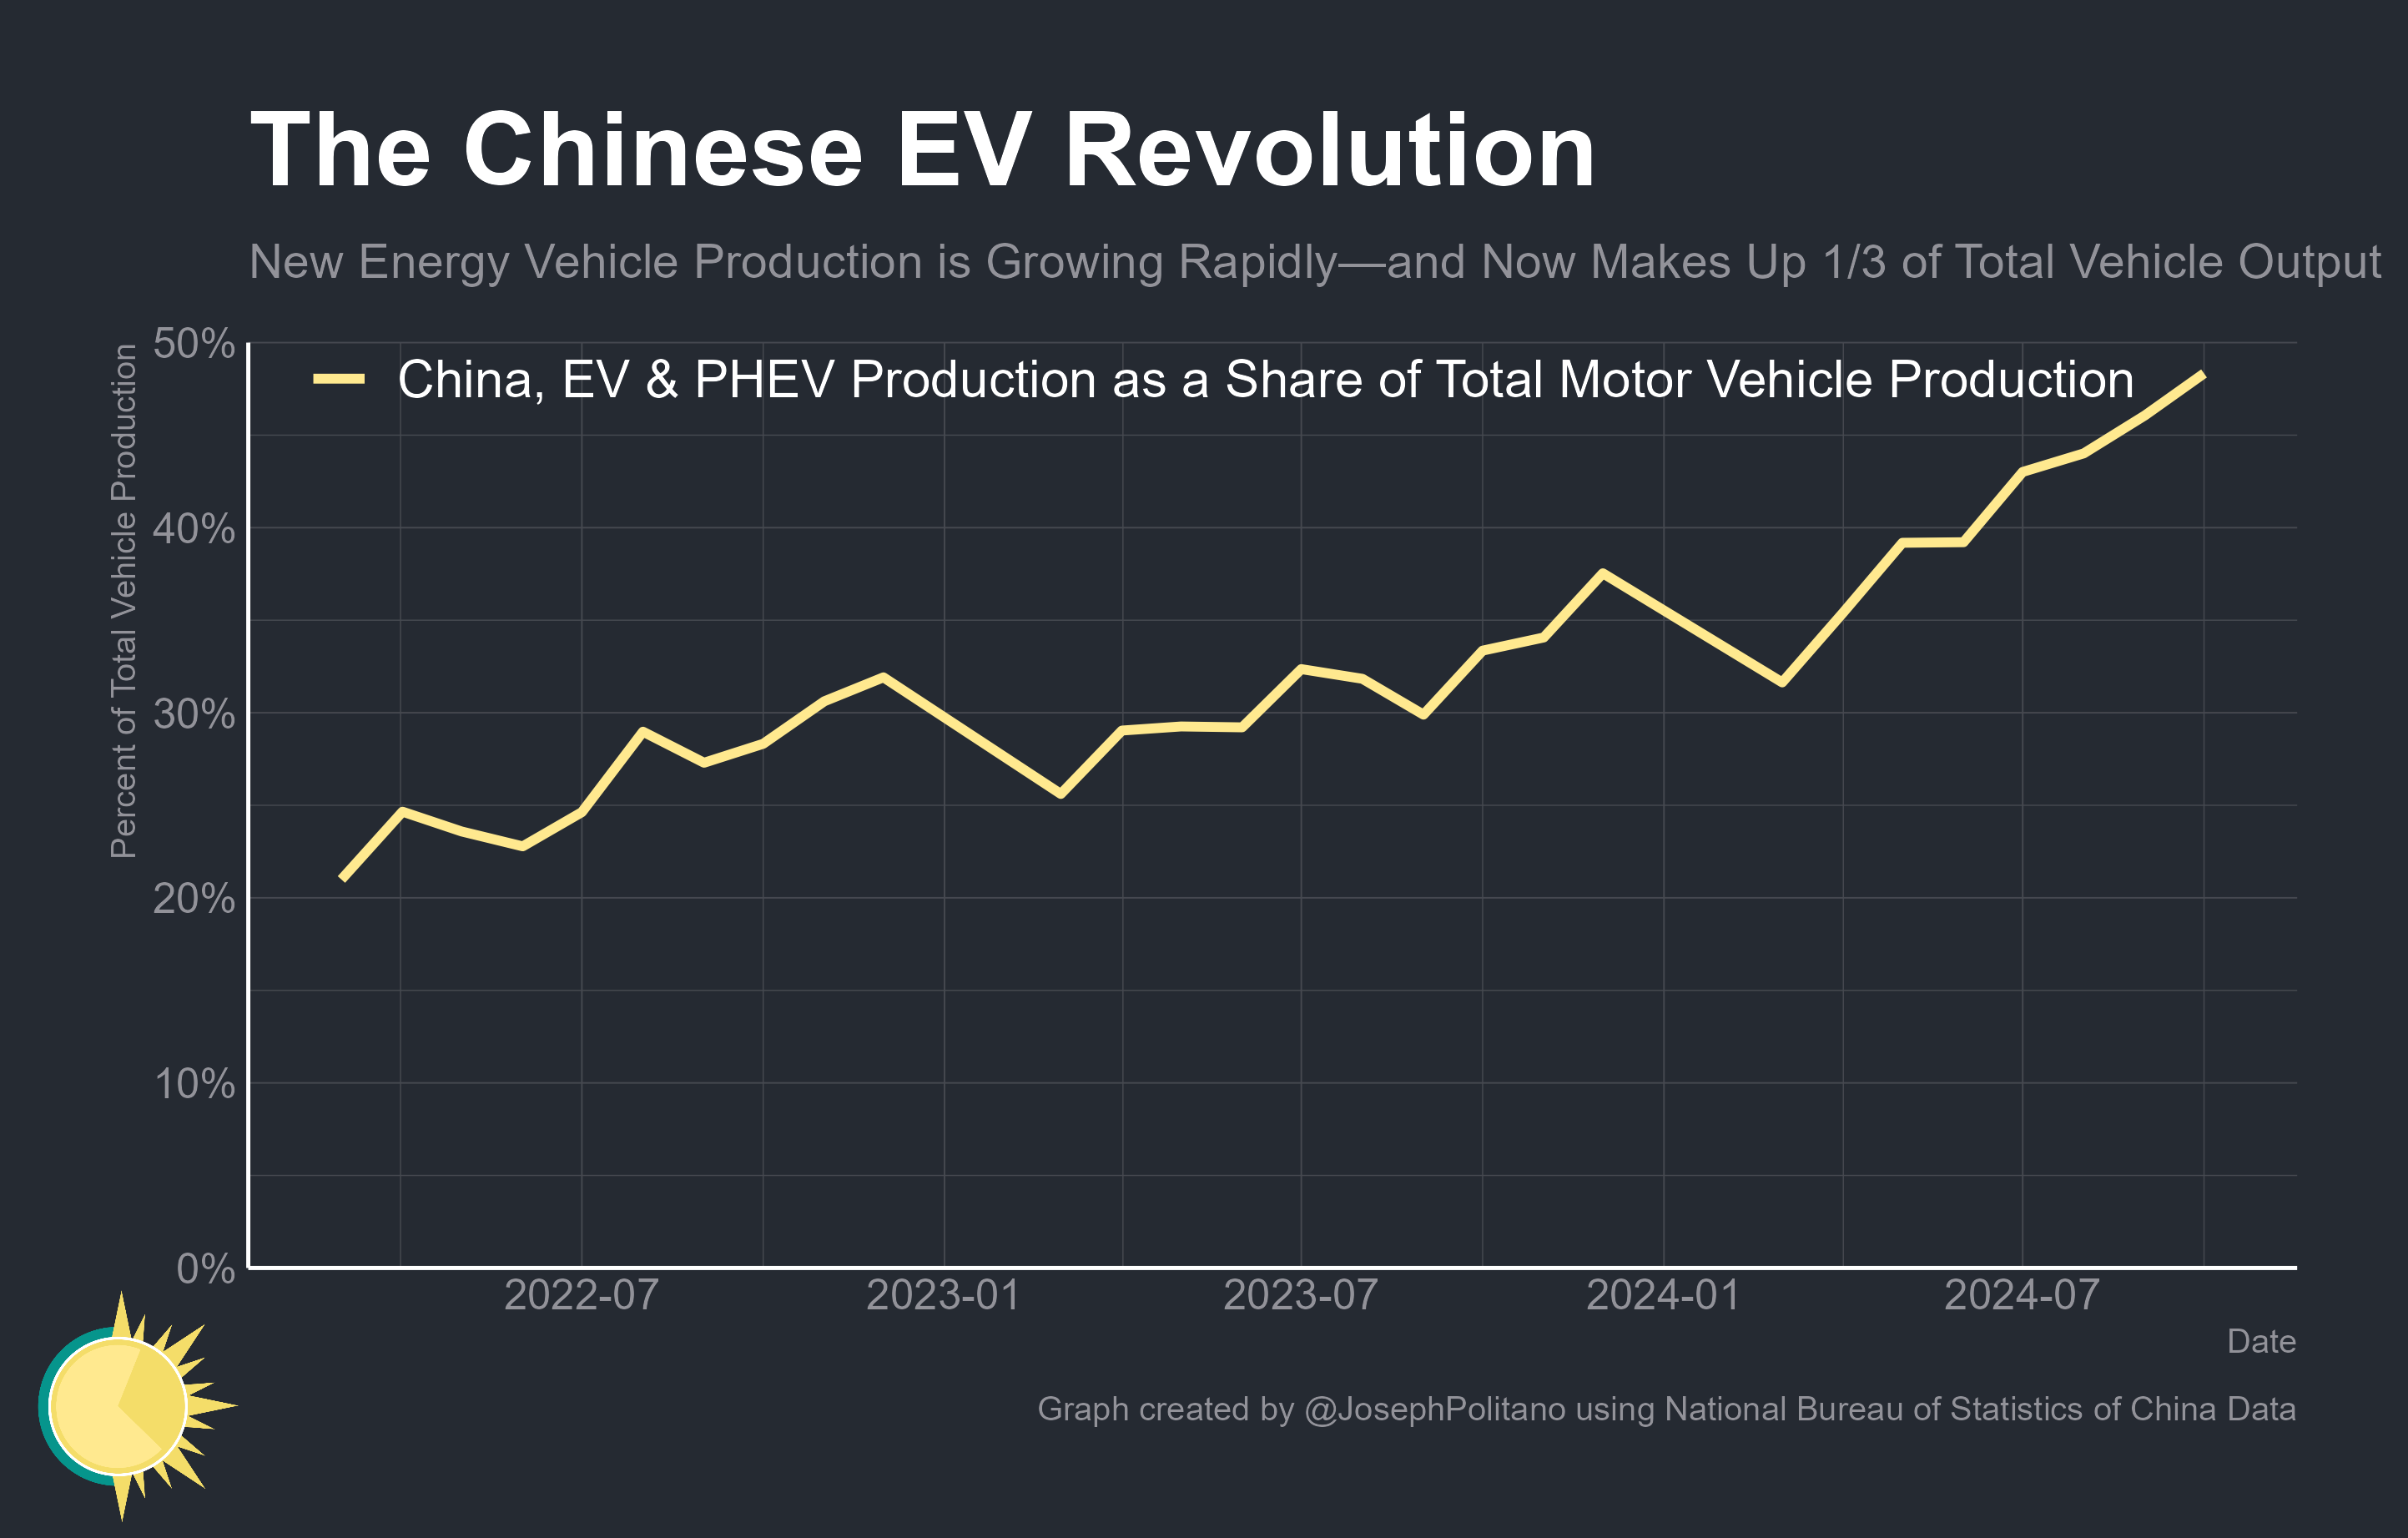 The Chinese EV Revolution
New Energy Vehicle Production is Growing Rapidly—and Now Makes Up 1/3 of Total Vehicle Output
Percent of Total Vehicle Production
50%
China, EV & PHEV Production as a Share of Total Motor Vehicle Production
40%
30%
20%
10%
0%
2022-07 2023-01 2023-07 2024-01 2024-07
Date
Graph created by @JosephPolitano using National Bureau of Statistics of China Data